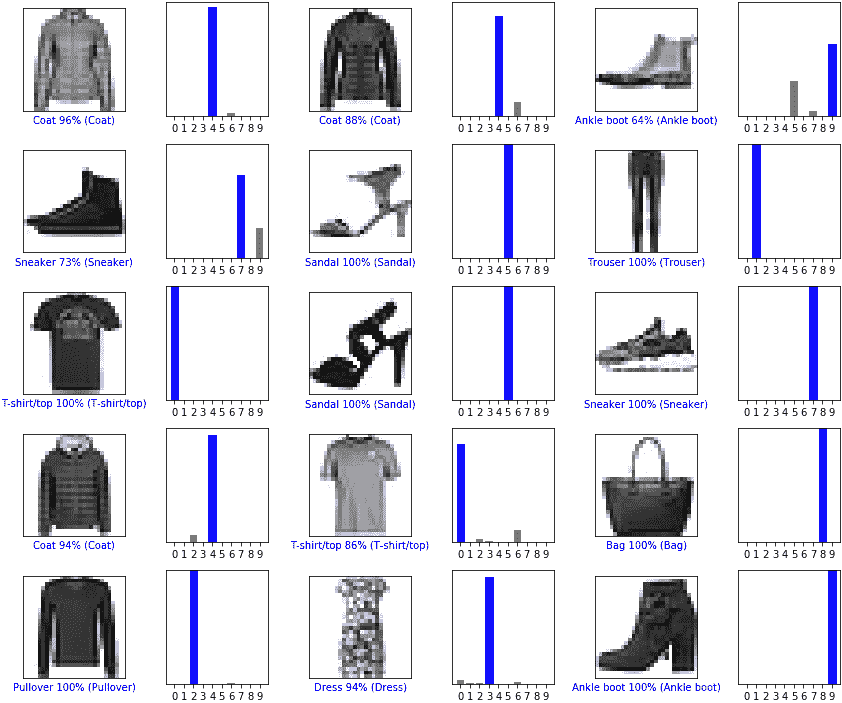 0 1 2 3 4 5 6 7 8 9
Coat 96% (Coat)
0 1 2 3 4 5 6 7 8 9
Coat 88% (Coat)
0 1 2 3 4 5 6 7 8 9
Ankle boot 64% (Ankle boot)
0 1 2 3 4 5 6 7 8 9
Sneaker 73% (Sneaker)
0 1 2 3 4 5 6 7 8 9
Sandal 100% (Sandal)
0 1 2 3 4 5 6 7 8 9
Trouser 100% (Trouser)
0 1 2 3 4 5 6 7 8 9
T-shirt/top 100% (T-shirt/top)
0 1 2 3 4 5 6 7 8 9
Sandal 100% (Sandal)
0 1 2 3 4 5 6 7 8 9
Sneaker 100% (Sneaker)
0 1 2 3 4 5 6 7 8 9
Coat 94% (Coat)
0 1 2 3 4 5 6 7 8 9
T-shirt/top 86% (T-shirt/top)
0 1 2 3 4 5 6 7 8 9
Bag 100% (Bag)
0 1 2 3 4 5 6 7 8 9
Pullover 100% (Pullover)
0 1 2 3 4 5 6 7 8 9
Dress 94% (Dress)
0 1 2 3 4 5 6 7 8 9
Ankle boot 100% (Ankle boot)